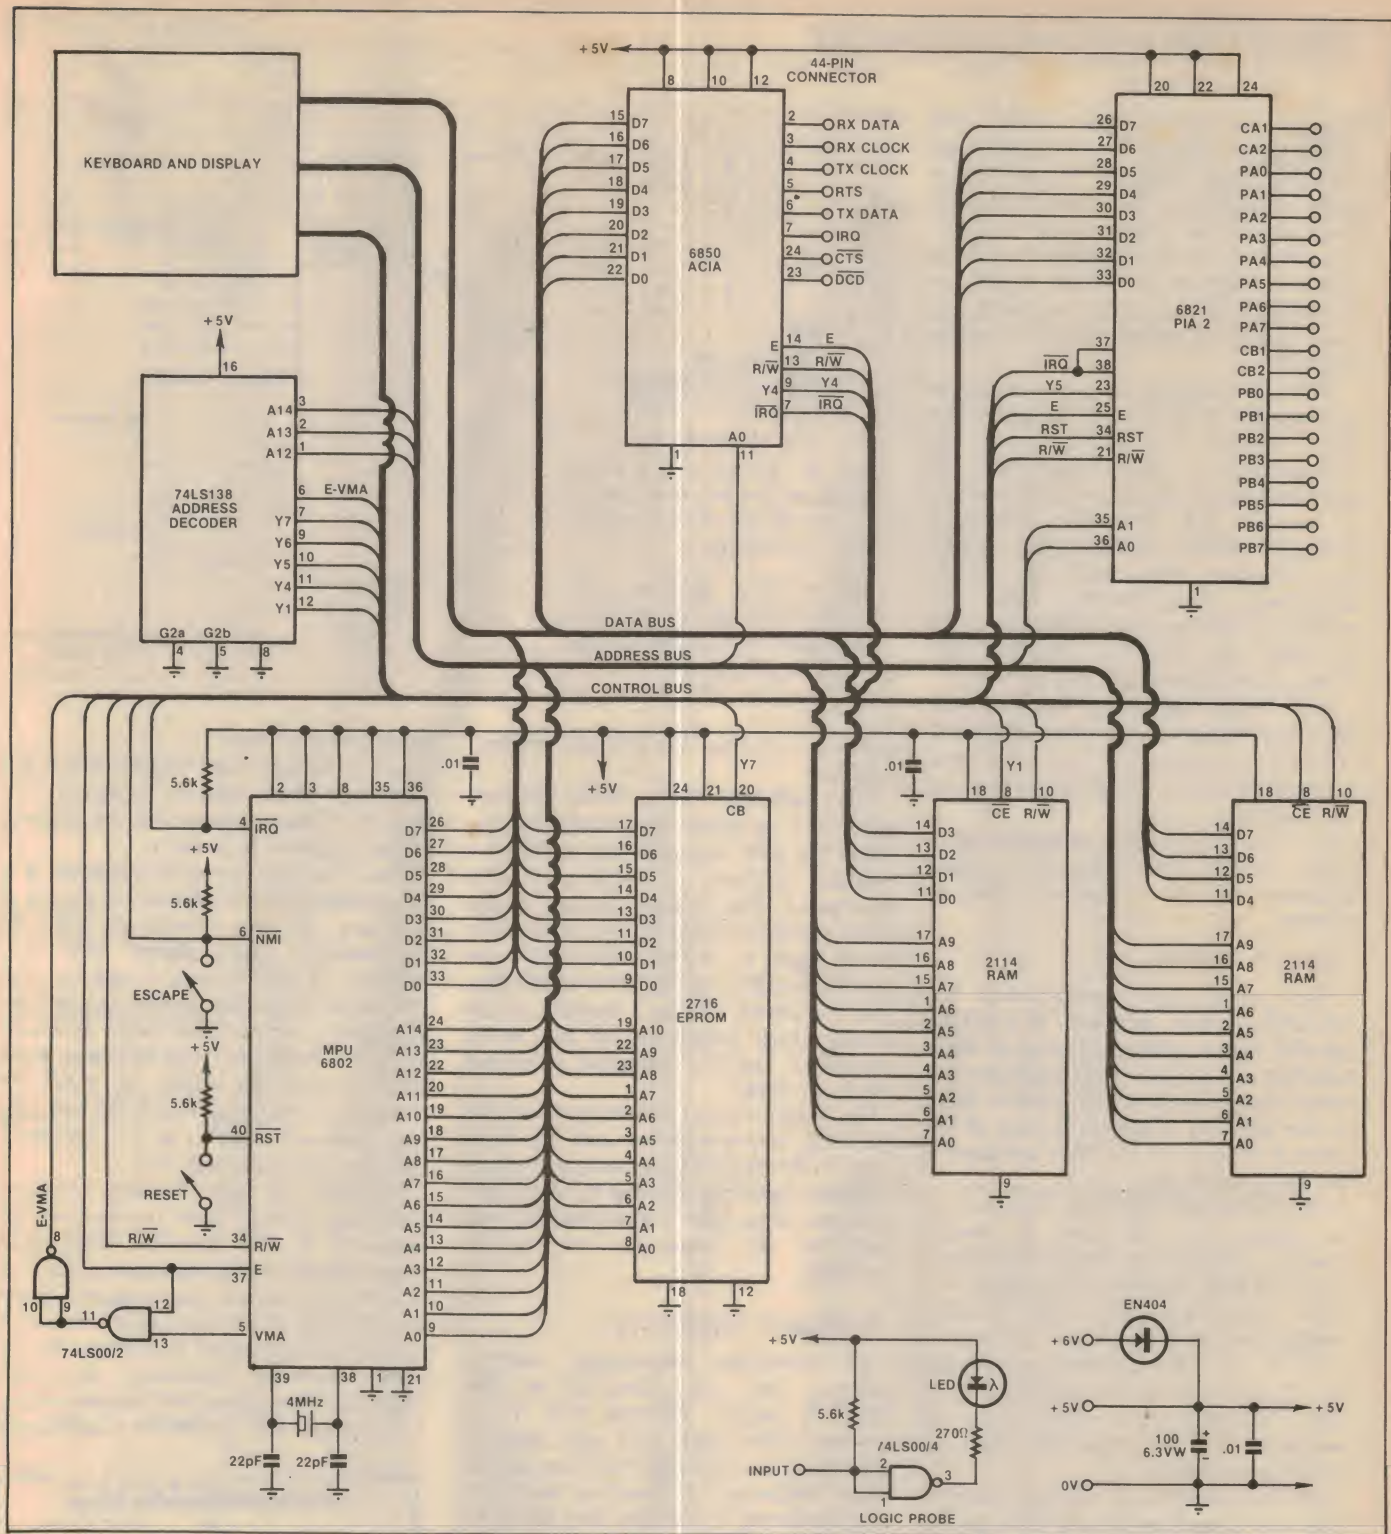 +5V
44-PIN
CONNECTOR
8 10 12
20 22 24
KEYBOARD AND DISPLAY
15 D7
16 D6
17 D5
18 D4
19 D3
20 D2
21 D1
22 D0
6850
ACIA
2 RX DATA
3 RX CLOCK
4 TX CLOCK
5 RTS
6 TX DATA
7 IRQ
24 C̅T̅S̅
23 D̅C̅D̅
E 14 E
R/W̅ 13 R/W̅
Y4 9 Y4
I̅R̅Q̅ 7 I̅R̅Q̅
A0
1
11
26 D7
27 D6
28 D5
29 D4
30 D3
31 D2
32 D1
33 D0
6821
PIA 2
37
I̅R̅Q̅ 38
Y5 23
E 25 E
RST 34 RST
R/W̅ 21 R/W̅
35 A1
36 A0
1
CA1
CA2
PA0
PA1
PA2
PA3
PA4
PA5
PA6
PA7
CB1
CB2
PB0
PB1
PB2
PB3
PB4
PB5
PB6
PB7
+5V
16
A14 3
A13 2
A12 1
74LS138
ADDRESS
DECODER
6 E-VMA
Y7 7
Y6 9
Y5 10
Y4 11
Y1 12
G2a G2b
4 5 8
DATA BUS
ADDRESS BUS
CONTROL BUS
5.6k
2 3 8 35 36
.01
+5V
4 I̅R̅Q̅
+5V
5.6k
6 N̅M̅I̅
ESCAPE
+5V
5.6k
40 R̅S̅T̅
RESET
E-VMA
8
R/W̅ 34 R/W̅
E
37
10 9
11
12
13
74LS00/2
5 VMA
MPU
6802
D7 26
D6 27
D5 28
D4 29
D3 30
D2 31
D1 32
D0 33
A14 24
A13 23
A12 22
A11 20
A10 19
A9 18
A8 17
A7 16
A6 15
A5 14
A4 13
A3 12
A2 11
A1 10
A0 9
39 38 1 21
4MHz
22pF 22pF
Y7
24 21 20
CB
17 D7
16 D6
15 D5
14 D4
13 D3
11 D2
10 D1
9 D0
2716
EPROM
19 A10
22 A9
23 A8
1 A7
2 A6
3 A5
4 A4
5 A3
6 A2
7 A1
8 A0
18 12
.01
Y1
18 8 10
C̅E̅ R/W̅
14 D3
13 D2
12 D1
11 D0
17 A9
16 A8
15 A7
1 A6
2 A5
3 A4
4 A3
5 A2
6 A1
7 A0
2114
RAM
9
18 8 10
C̅E̅ R/W̅
14 D7
13 D6
12 D5
11 D4
17 A9
16 A8
15 A7
1 A6
2 A5
3 A4
4 A3
5 A2
6 A1
7 A0
2114
RAM
9
+5V
LED λ
5.6k
270Ω
74LS00/4
INPUT
2
1
3
LOGIC PROBE
EN404
+6V
+5V
+5V
100
6.3VW
+
−
.01
0V